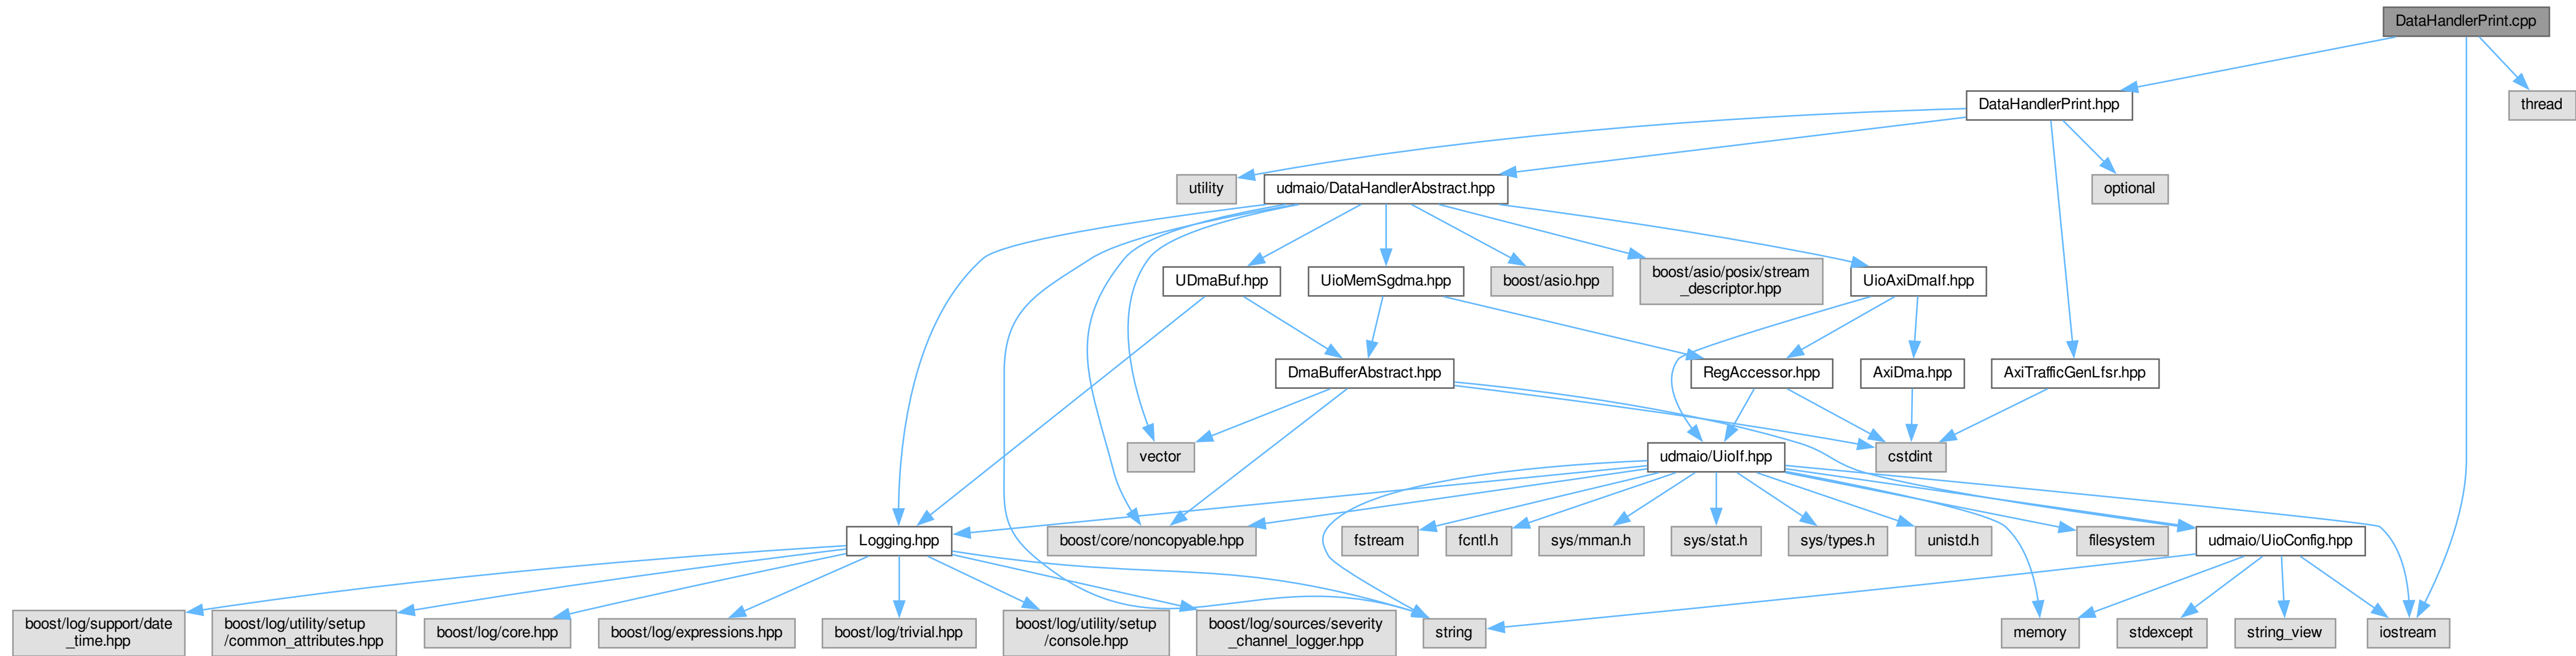 DataHandlerPrint.cpp
DataHandlerPrint.hpp
thread
utility
udmaio/DataHandlerAbstract.hpp
optional
UDmaBuf.hpp
UioMemSgdma.hpp
boost/asio.hpp
boost/asio/posix/stream
_descriptor.hpp
UioAxiDmaIf.hpp
DmaBufferAbstract.hpp
RegAccessor.hpp
AxiDma.hpp
AxiTrafficGenLfsr.hpp
vector
udmaio/UioIf.hpp
cstdint
Logging.hpp
boost/core/noncopyable.hpp
fstream
fcntl.h
sys/mman.h
sys/stat.h
sys/types.h
unistd.h
filesystem
udmaio/UioConfig.hpp
boost/log/support/date
_time.hpp
boost/log/utility/setup
/common_attributes.hpp
boost/log/core.hpp
boost/log/expressions.hpp
boost/log/trivial.hpp
boost/log/utility/setup
/console.hpp
boost/log/sources/severity
_channel_logger.hpp
string
memory
stdexcept
string_view
iostream